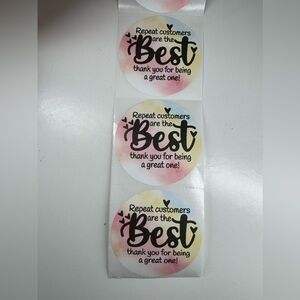 Repeat customers
are the
Best
thank you for being
a great one!
Repeat customers
are the
Best
thank you for being
a great one!
Repeat customers
are the
Best
thank you for being
a great one!